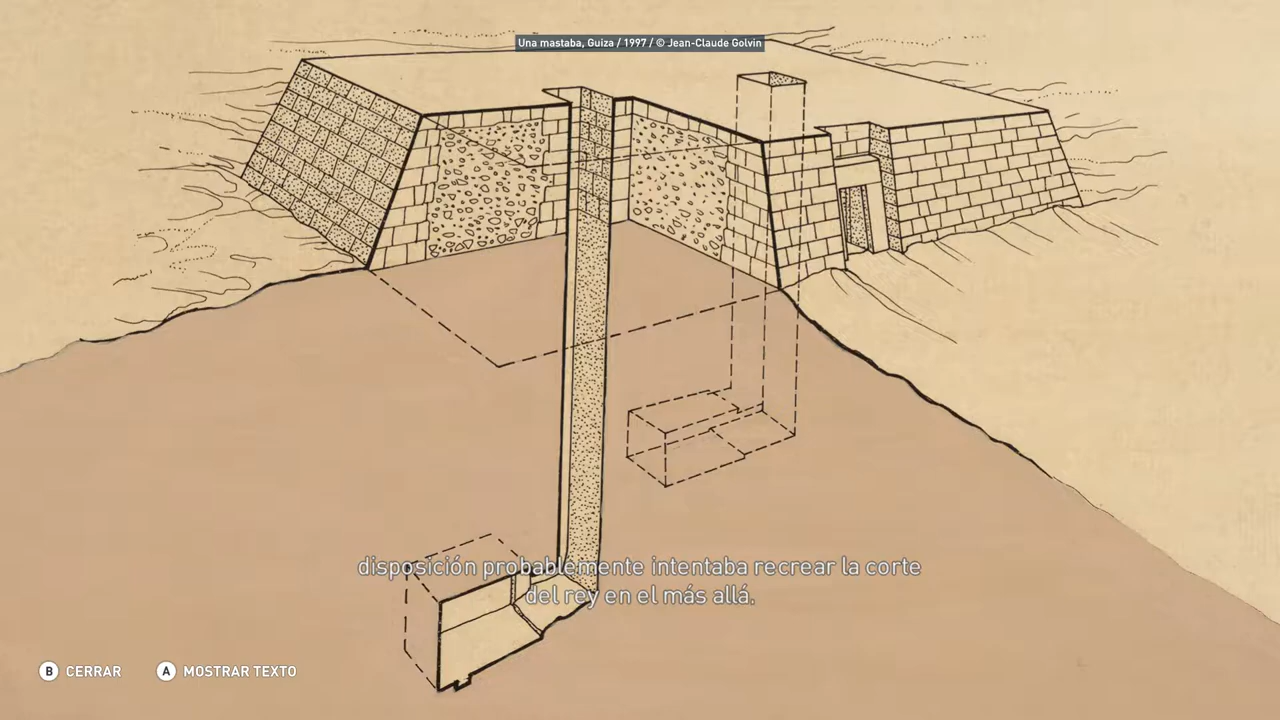 Una mastaba, Guiza / 1997 / © Jean-Claude Golvin
disposición probablemente intentaba recrear la corte
del rey en el más allá.
B CERRAR A MOSTRAR TEXTO